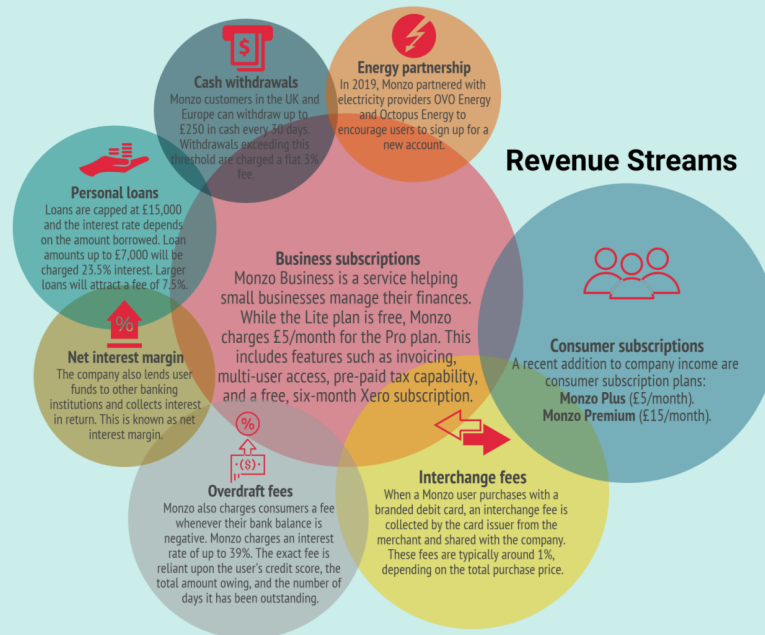 Revenue Streams
$
Cash withdrawals
Monzo customers in the UK and
Europe can withdraw up to
£250 in cash every 30 days.
Withdrawals exceeding this
threshold are charged a flat 3%
fee.
Energy partnership
In 2019, Monzo partnered with
electricity providers OVO Energy
and Octopus Energy to
encourage users to sign up for a
new account.
Personal loans
Loans are capped at £15,000
and the interest rate depends
on the amount borrowed. Loan
amounts up to £7,000 will be
charged 23.5% interest. Larger
loans will attract a fee of 7.5%.
Business subscriptions
Monzo Business is a service helping
small businesses manage their finances.
While the Lite plan is free, Monzo
charges £5/month for the Pro plan. This
includes features such as invoicing,
multi-user access, pre-paid tax capability,
and a free, six-month Xero subscription.
Consumer subscriptions
A recent addition to company income are
consumer subscription plans:
Monzo Plus (£5/month).
Monzo Premium (£15/month).
%
Net interest margin
The company also lends user
funds to other banking
institutions and collects interest
in return. This is known as net
interest margin.
%
($)
Overdraft fees
Monzo also charges consumers a fee
whenever their bank balance is
negative. Monzo charges an interest
rate of up to 39%. The exact fee is
reliant upon the user's credit score, the
total amount owing, and the number of
days it has been outstanding.
Interchange fees
When a Monzo user purchases with a
branded debit card, an interchange fee is
collected by the card issuer from the
merchant and shared with the company.
These fees are typically around 1%,
depending on the total purchase price.